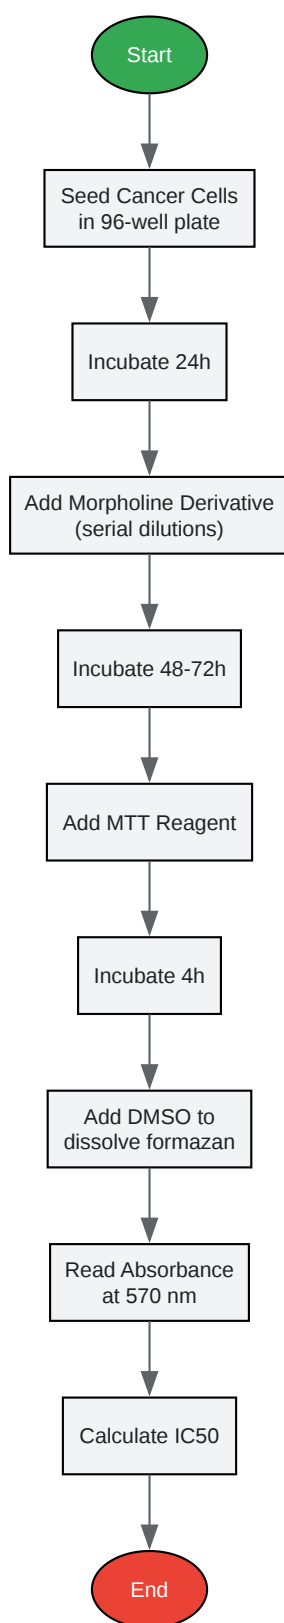 Start
Seed Cancer Cells
in 96-well plate
Incubate 24h
Add Morpholine Derivative
(serial dilutions)
Incubate 48-72h
Add MTT Reagent
Incubate 4h
Add DMSO to
dissolve formazan
Read Absorbance
at 570 nm
Calculate IC50
End